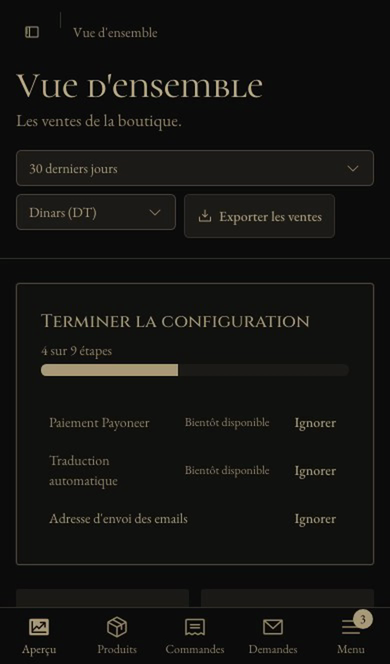 Vue d'ensemble
Vue d'ensemble
Les ventes de la boutique.
30 derniers jours
Dinars (DT)
Exporter les ventes
Terminer la configuration
4 sur 9 étapes
Paiement Payoneer Bientôt disponible Ignorer
Traduction automatique Bientôt disponible Ignorer
Adresse d'envoi des emails Ignorer
3
Aperçu Produits Commandes Demandes Menu